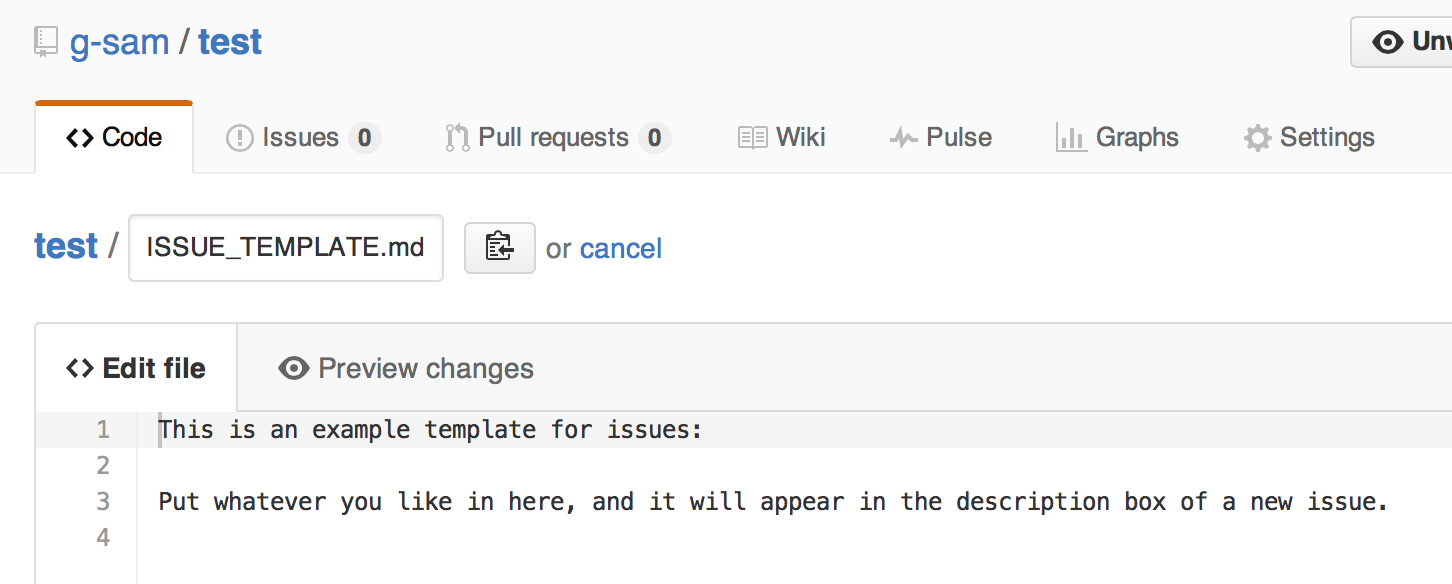 g-sam / test
Code Issues 0 Pull requests 0 Wiki Pulse Graphs Settings
test / ISSUE_TEMPLATE.md or cancel
Edit file Preview changes
1 This is an example template for issues:
2
3 Put whatever you like in here, and it will appear in the description box of a new issue.
4